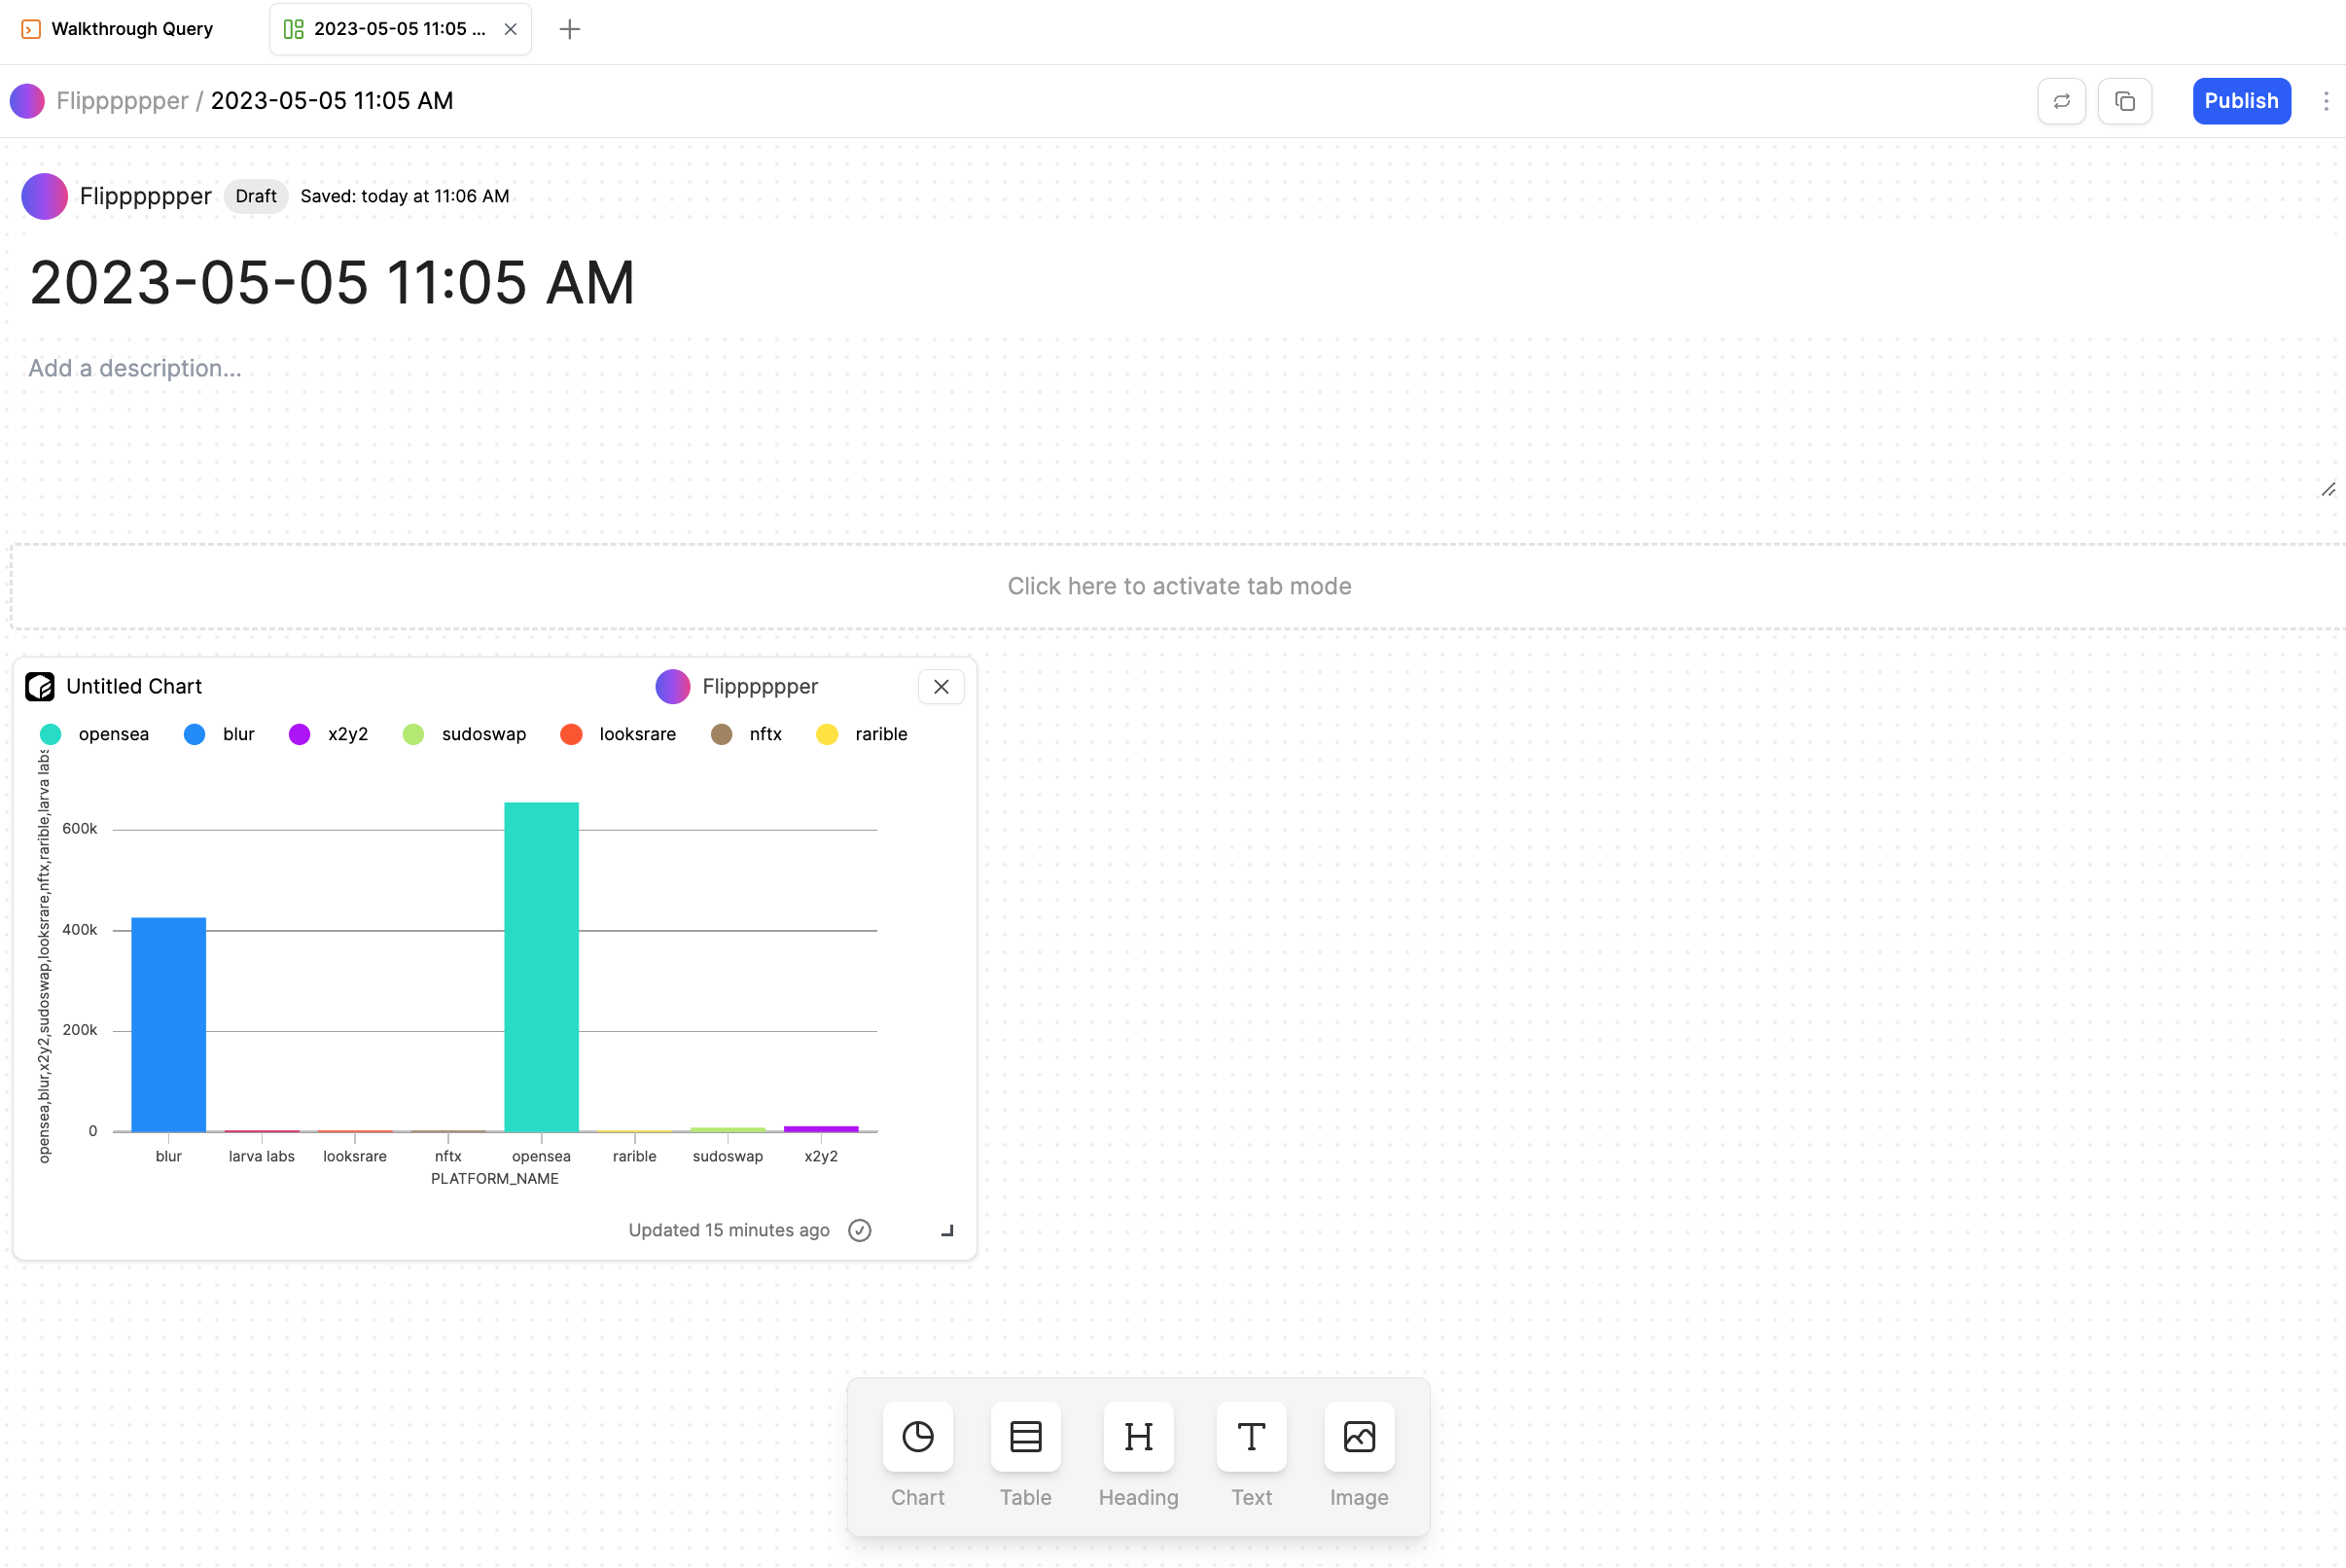 Walkthrough Query
2023-05-05 11:05 ...
Flipppppper / 2023-05-05 11:05 AM
Publish
Flipppppper Draft Saved: today at 11:06 AM
2023-05-05 11:05 AM
Add a description...
Click here to activate tab mode
Untitled Chart
Flipppppper
opensea blur x2y2 sudoswap looksrare nftx rarible
opensea,blur,x2y2,sudoswap,looksrare,nftx,rarible,larva labs
600k
400k
200k
0
blur larva labs looksrare nftx opensea rarible sudoswap x2y2
PLATFORM_NAME
Updated 15 minutes ago
Chart Table Heading Text Image